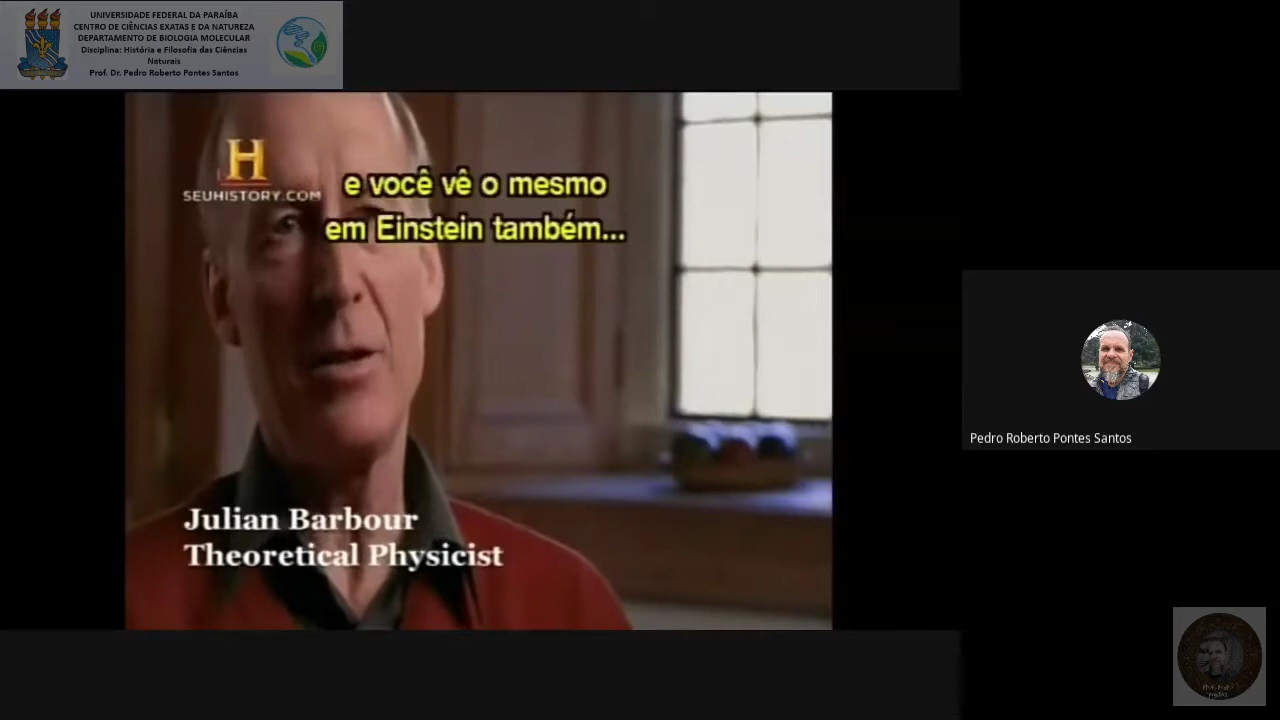 UNIVERSIDADE FEDERAL DA PARAÍBA
CENTRO DE CIÊNCIAS EXATAS E DA NATUREZA
DEPARTAMENTO DE BIOLOGIA MOLECULAR
Disciplina: História e Filosofia das Ciências
Naturais
Prof. Dr. Pedro Roberto Pontes Santos
H
SEUHISTORY.COM
e você vê o mesmo
em Einstein também...
Julian Barbour
Theoretical Physicist
Pedro Roberto Pontes Santos